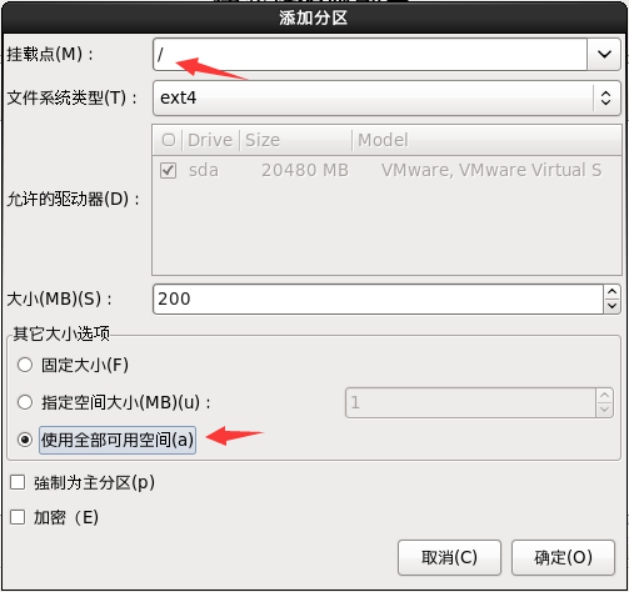 添加分区
挂载点(M)：
/
文件系统类型(T)：
ext4
允许的驱动器(D)：
Drive Size Model
sda 20480 MB VMware, VMware Virtual S
大小(MB)(S)：
200
其它大小选项
固定大小(F)
指定空间大小(MB)(u)：
1
使用全部可用空间(a)
強制为主分区(p)
加密（E)
取消(C)
确定(O)